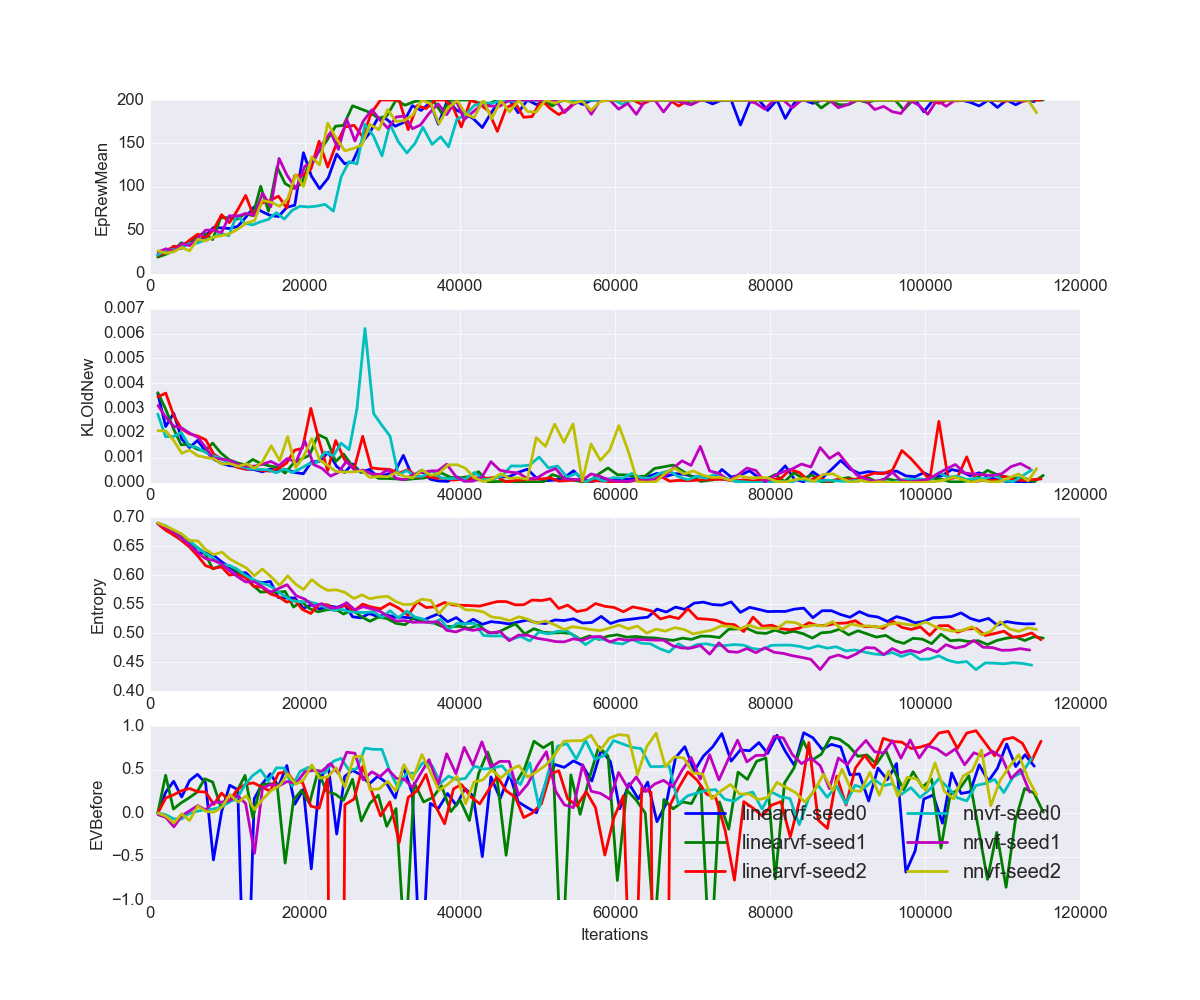 EpRewMean
200
150
100
50
0
0 20000 40000 60000 80000 100000 120000
KLOldNew
0.007
0.006
0.005
0.004
0.003
0.002
0.001
0.000
0 20000 40000 60000 80000 100000 120000
Entropy
0.70
0.65
0.60
0.55
0.50
0.45
0.40
0 20000 40000 60000 80000 100000 120000
EVBefore
1.0
0.5
0.0
−0.5
−1.0
linearvf-seed0 nnvf-seed0
linearvf-seed1 nnvf-seed1
linearvf-seed2 nnvf-seed2
0 20000 40000 60000 80000 100000 120000
Iterations